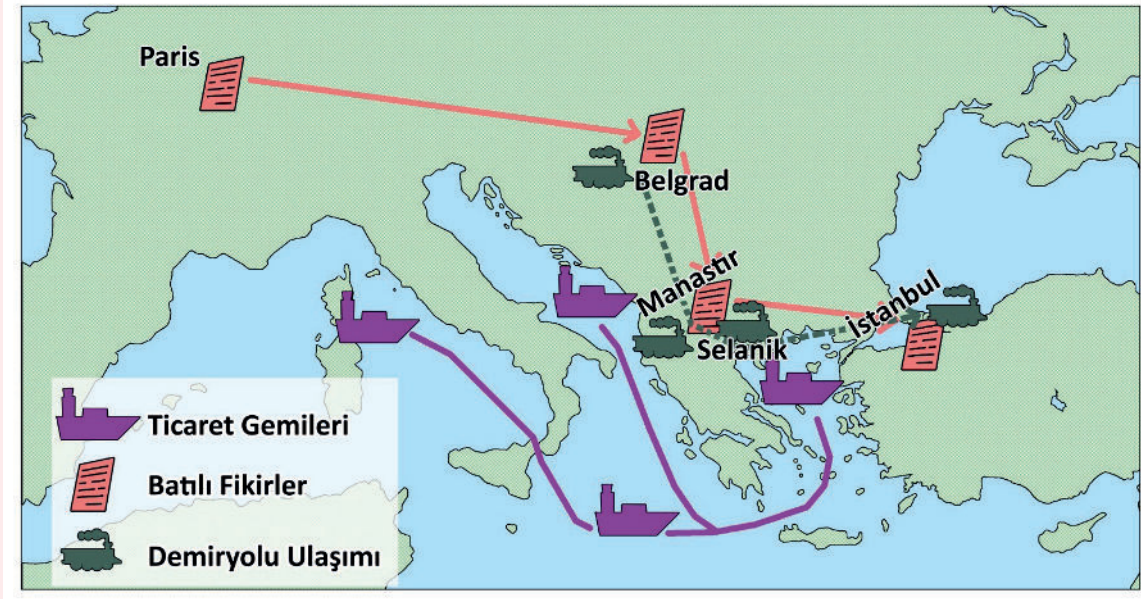 Paris
Belgrad
Manastır
İstanbul
Selanik
Ticaret Gemileri
Batılı Fikirler
Demiryolu Ulaşımı